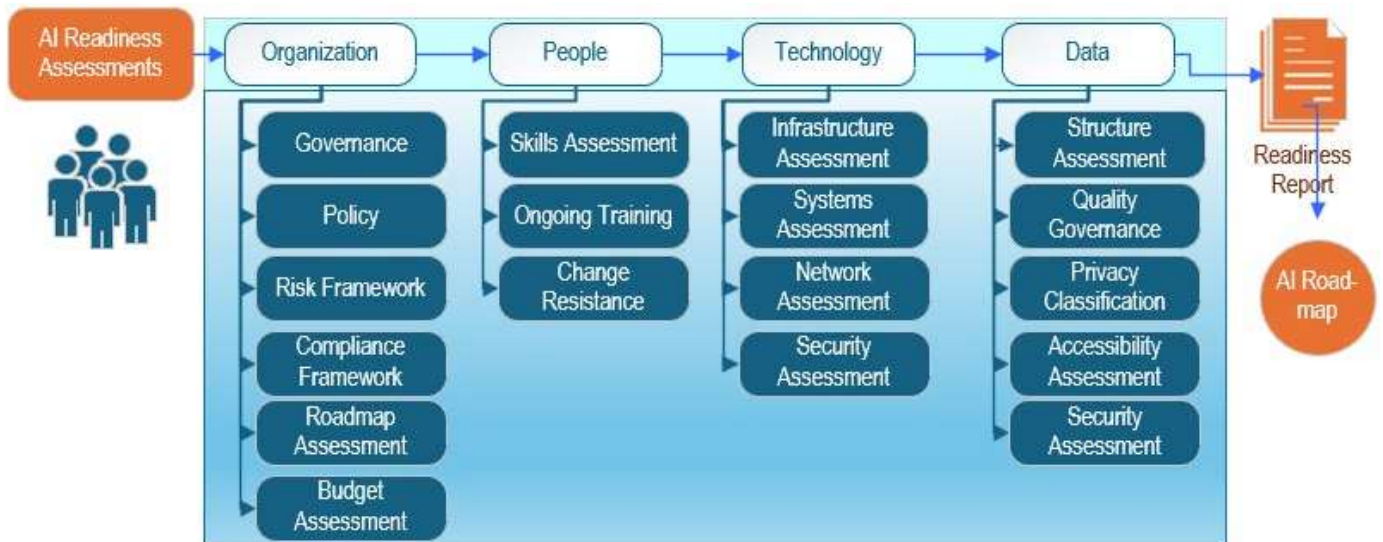 AI Readiness
Assessments
Organization
People
Technology
Data
Governance
Policy
Risk Framework
Compliance
Framework
Roadmap
Assessment
Budget
Assessment
Skills Assessment
Ongoing Training
Change
Resistance
Infrastructure
Assessment
Systems
Assessment
Network
Assessment
Security
Assessment
Structure
Assessment
Quality
Governance
Privacy
Classification
Accessibility
Assessment
Security
Assessment
Readiness
Report
AI Road-
map